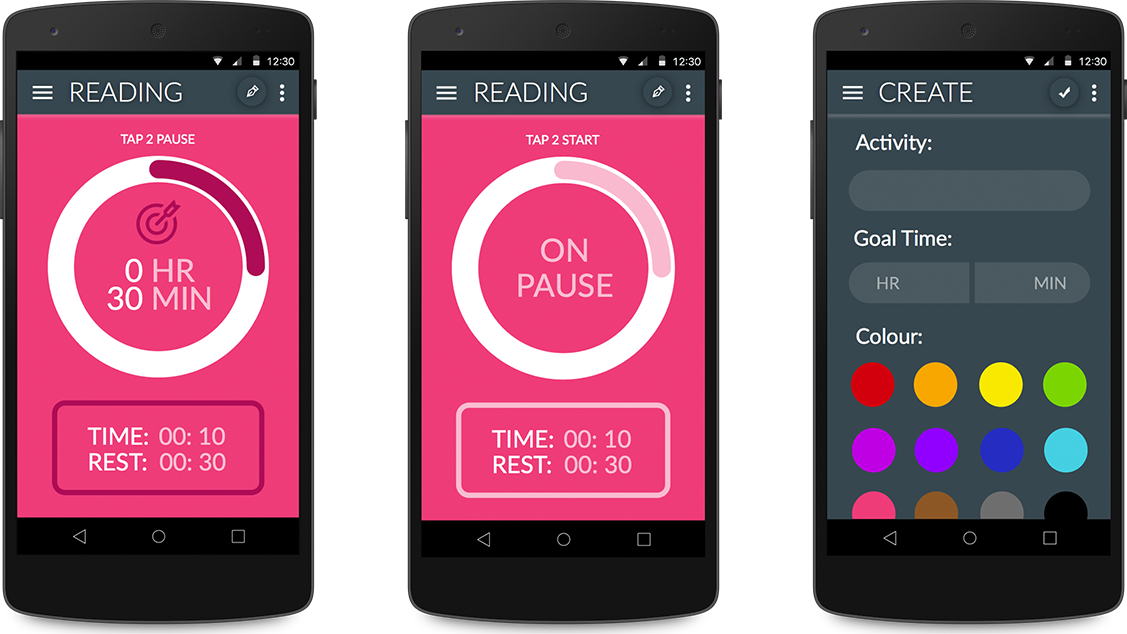 12:30
READING
TAP 2 PAUSE
0 HR
30 MIN
TIME: 00: 10
REST: 00: 30
12:30
READING
TAP 2 START
ON
PAUSE
TIME: 00: 10
REST: 00: 30
12:30
CREATE
Activity:
Goal Time:
HR MIN
Colour: